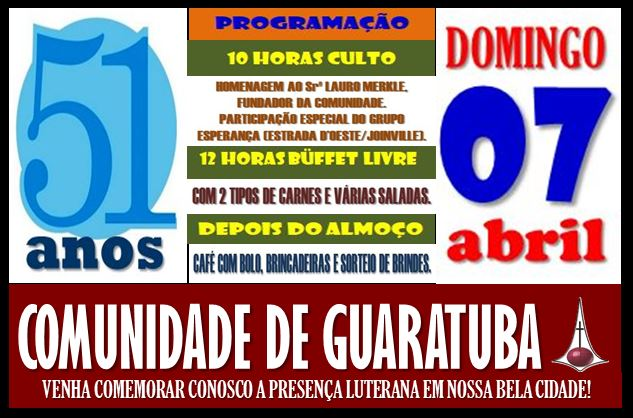 51
anos
PROGRAMAÇÃO
10 HORAS CULTO
HOMENAGEM AO Srº LAURO MERKLE,
FUNDADOR DA COMUNIDADE.
PARTICIPAÇÃO ESPECIAL DO GRUPO
ESPERANÇA (ESTRADA D'OESTE/JOINVILLE).
12 HORAS BÜFFET LIVRE
COM 2 TIPOS DE CARNES E VÁRIAS SALADAS.
DEPOIS DO ALMOÇO
CAFÉ COM BOLO, BRINCADEIRAS E SORTEIO DE BRINDES.
DOMINGO
07
abril
COMUNIDADE DE GUARATUBA
VENHA COMEMORAR CONOSCO A PRESENÇA LUTERANA EM NOSSA BELA CIDADE!